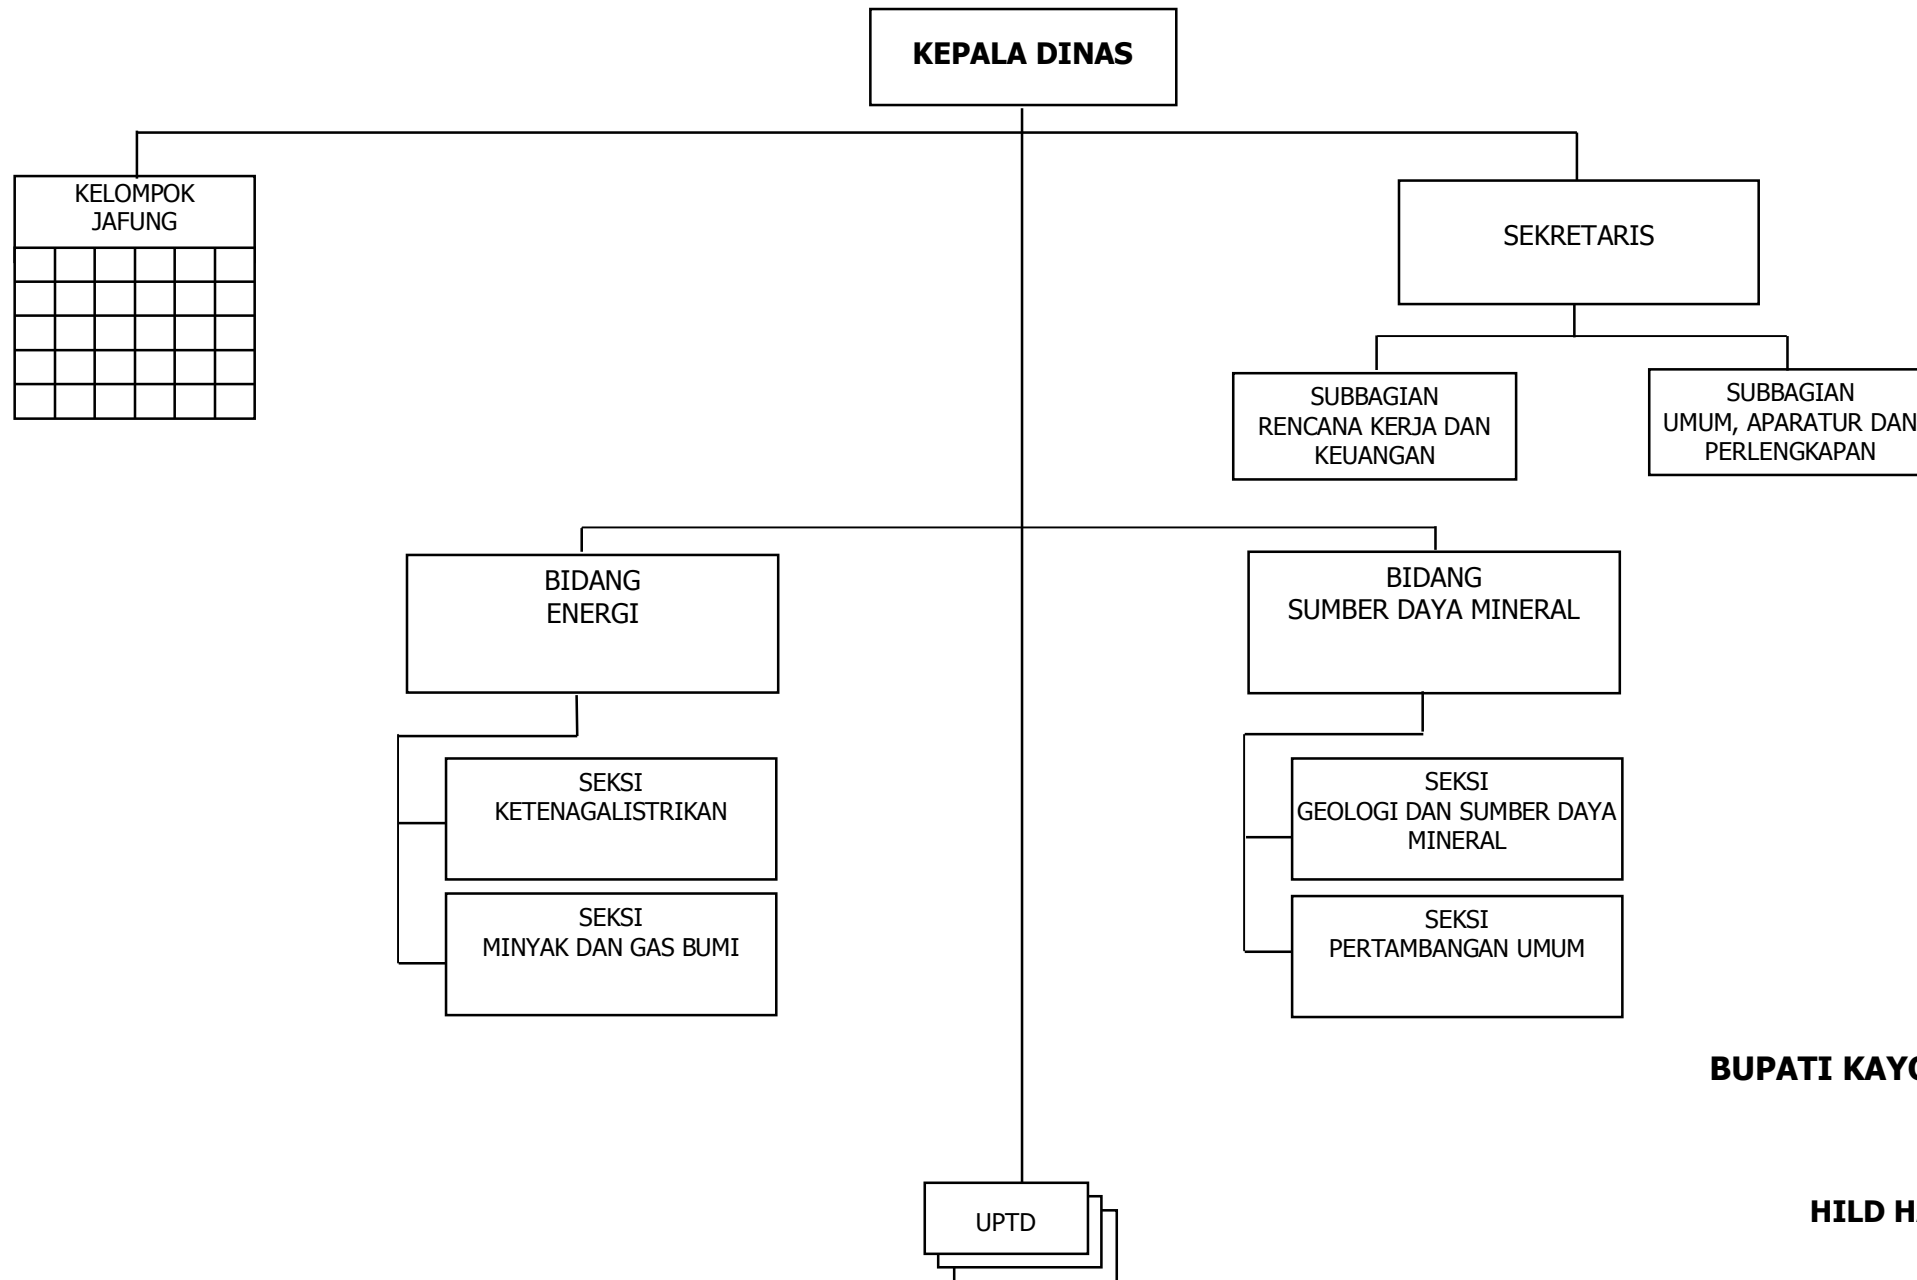 KEPALA DINAS
KELOMPOK
JAFUNG
SEKRETARIS
SUBBAGIAN
RENCANA KERJA DAN
KEUANGAN
SUBBAGIAN
UMUM, APARATUR DAN
PERLENGKAPAN
BIDANG
ENERGI
BIDANG
SUMBER DAYA MINERAL
SEKSI
KETENAGALISTRIKAN
SEKSI
GEOLOGI DAN SUMBER DAYA
MINERAL
SEKSI
MINYAK DAN GAS BUMI
SEKSI
PERTAMBANGAN UMUM
BUPATI
UPTD
HILD